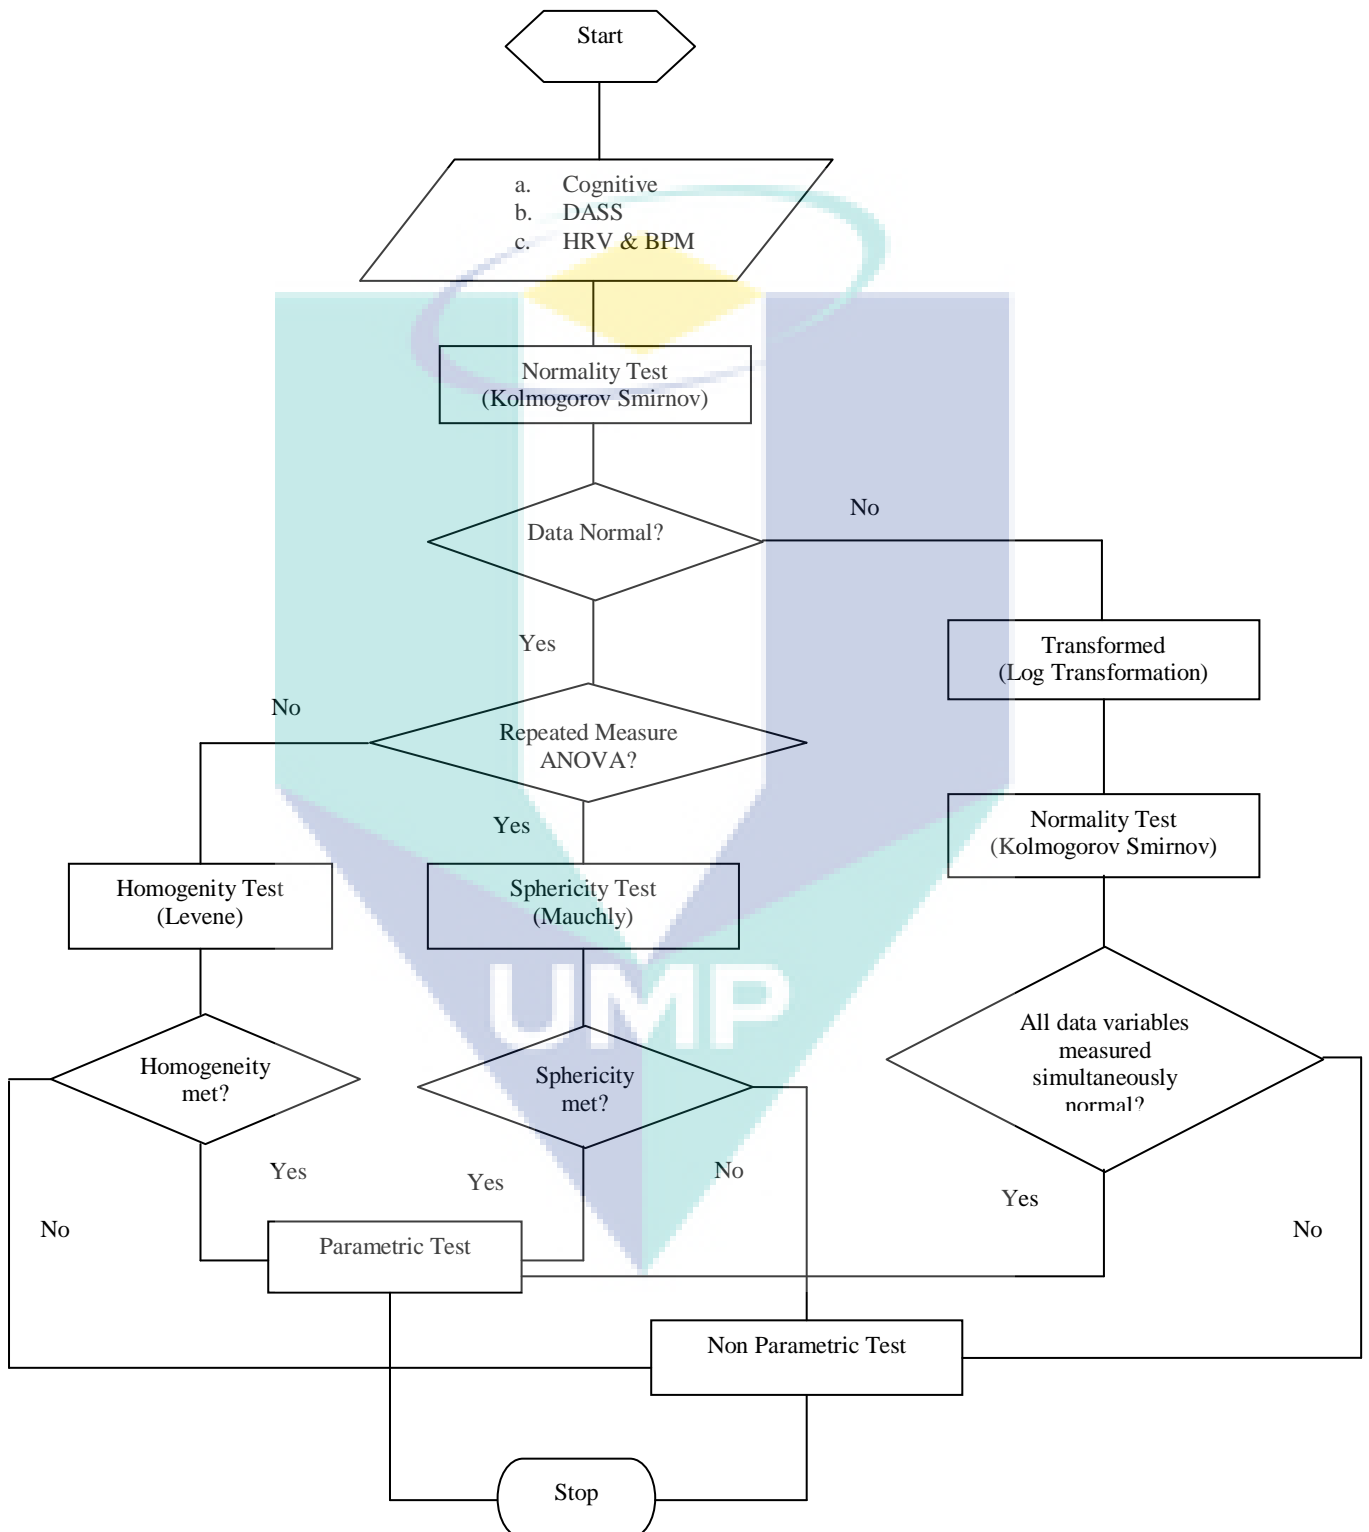 Start
a. Cognitive
b. DASS
c. HRV & BPM
Normality Test
(Kolmogorov Smirnov)
Data Normal?
No
Yes
Transformed
(Log Transformation)
No
Repeated Measure
ANOVA?
Yes
Normality Test
(Kolmogorov Smirnov)
Homogenity Test
(Levene)
Sphericity Test
(Mauchly)
UMP
All data variables
measured
simultaneously
normal?
Homogeneity
met?
Sphericity
met?
Yes
Yes
No
Yes
No
No
Parametric Test
Non Parametric Test
Stop